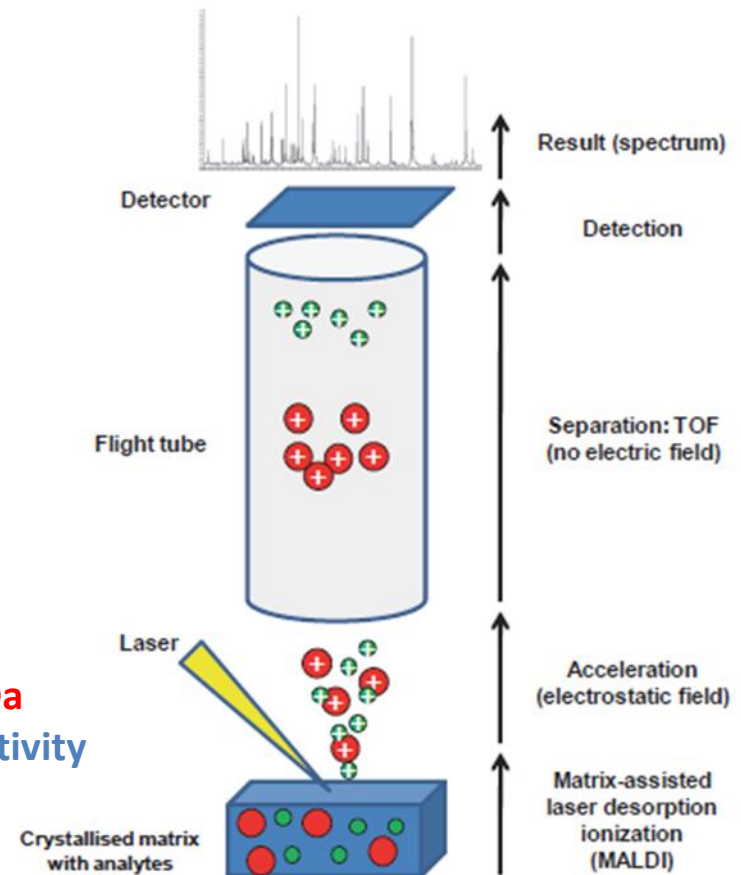 Result (spectrum)
Detector
Detection
Flight tube
Separation: TOF
(no electric field)
Laser
Acceleration
(electrostatic field)
Matrix-assisted
laser desorption
ionization
(MALDI)
Crystallised matrix
with analytes